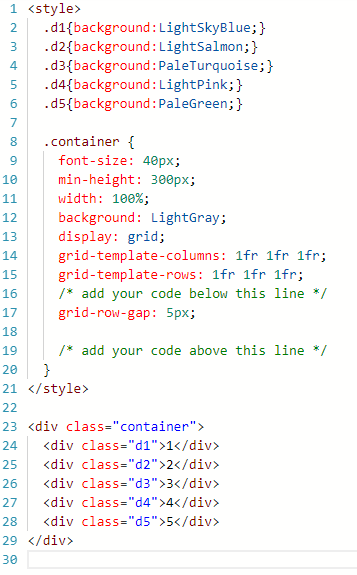 1 <style>
2   .d1{background:LightSkyBlue;}
3   .d2{background:LightSalmon;}
4   .d3{background:PaleTurquoise;}
5   .d4{background:LightPink;}
6   .d5{background:PaleGreen;}
7
8   .container {
9     font-size: 40px;
10     min-height: 300px;
11     width: 100%;
12     background: LightGray;
13     display: grid;
14     grid-template-columns: 1fr 1fr 1fr;
15     grid-template-rows: 1fr 1fr 1fr;
16     /* add your code below this line */
17     grid-row-gap: 5px;
18
19     /* add your code above this line */
20   }
21 </style>
22
23 <div class="container">
24   <div class="d1">1</div>
25   <div class="d2">2</div>
26   <div class="d3">3</div>
27   <div class="d4">4</div>
28   <div class="d5">5</div>
29 </div>
30